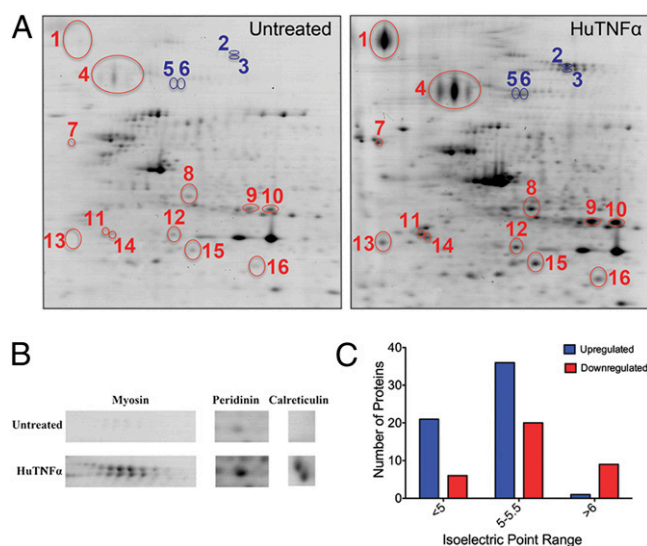 A
Untreated
1
2
3
4
5 6
7
8
9 10
11
12
13
14
15
16
HuTNFα
1
2
3
4
5 6
7
8
9 10
11
12
13
14
15
16
B
Myosin Peridinin Calreticulin
Untreated
HuTNFα
C
Upregulated
Downregulated
Number of Proteins
40
30
20
10
0
<5 5-5.5 >6
Isoelectric Point Range